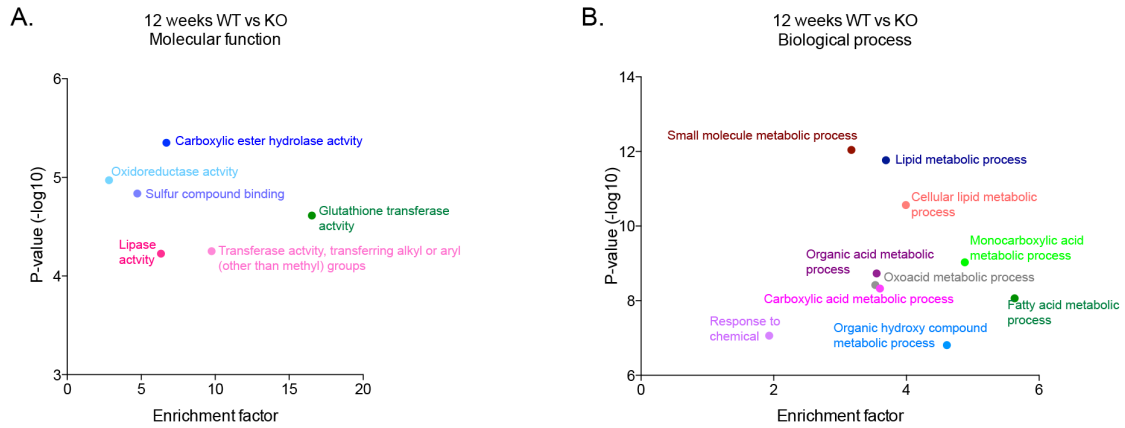 A.
12 weeks WT vs KO
Molecular function
6
5
4
3
P-value (-log10)
Carboxylic ester hydrolase actvity
Oxidoreductase actvity
Sulfur compound binding
Glutathione transferase
actvity
Lipase
actvity
Transferase activity, transferring alkyl or aryl
(other than methyl) groups
0
5
10
15
20
Enrichment factor
B.
12 weeks WT vs KO
Biological process
14
12
10
8
6
P-value (-log10)
Small molecule metabolic process
Lipid metabolic process
Cellular lipid metabolic
process
Monocarboxylic acid
metabolic process
Organic acid metabolic
process
Oxoacid metabolic process
Carboxylic acid metabolic process
Fatty acid metabolic
process
Response to
chemical
Organic hydroxy compound
metabolic process
0
2
4
6
Enrichment factor